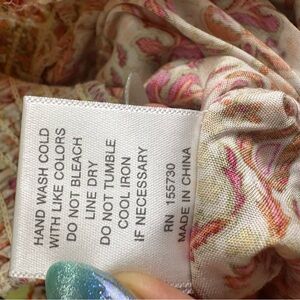 HAND WASH COLD
WITH LIKE COLORS
DO NOT BLEACH
LINE DRY
DO NOT TUMBLE
COOL IRON
IF NECESSARY
RN 155730
MADE IN CHINA